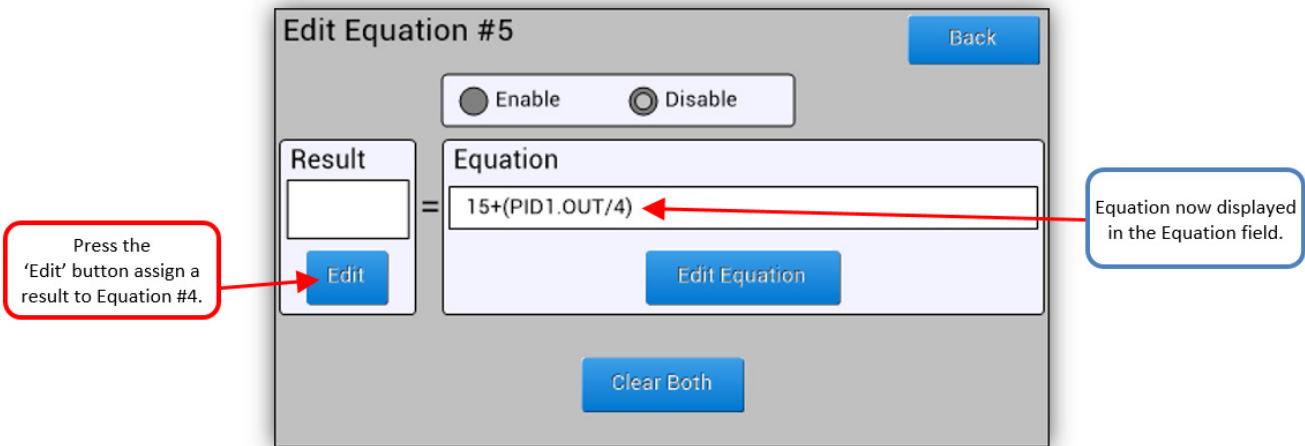 Edit Equation #5
Back
Enable
Disable
Result
Equation
=
15+(PID1.OUT/4)
Edit
Edit Equation
Clear Both
Press the
‘Edit’ button assign a
result to Equation #4.
Equation now displayed
in the Equation field.